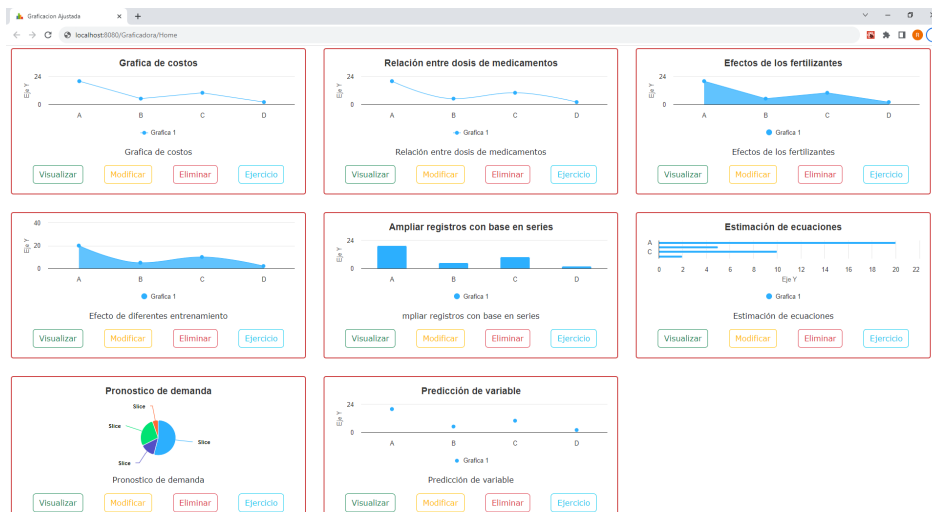 Graficacion Ajustada
localhost:8080/Graficadora/Home
Grafica de costos
24
Eje Y
0
A B C D
Grafica 1
Grafica de costos
Visualizar Modificar Eliminar Ejercicio
Relación entre dosis de medicamentos
24
Eje Y
0
A B C D
Grafica 1
Relación entre dosis de medicamentos
Visualizar Modificar Eliminar Ejercicio
Efectos de los fertilizantes
24
Eje Y
0
A B C D
Grafica 1
Efectos de los fertilizantes
Visualizar Modificar Eliminar Ejercicio
40
20
Eje Y
0
A B C D
Grafica 1
Efecto de diferentes entrenamiento
Visualizar Modificar Eliminar Ejercicio
Ampliar registros con base en series
24
Eje Y
0
A B C D
Grafica 1
mpliar registros con base en series
Visualizar Modificar Eliminar Ejercicio
Estimación de ecuaciones
A
C
0 2 4 6 8 10 12 14 16 18 20 22
Eje Y
Grafica 1
Estimación de ecuaciones
Visualizar Modificar Eliminar Ejercicio
Pronostico de demanda
Slice
Slice
Slice
Slice
Pronostico de demanda
Visualizar Modificar Eliminar Ejercicio
Predicción de variable
24
Eje Y
0
A B C D
Grafica 1
Predicción de variable
Visualizar Modificar Eliminar Ejercicio